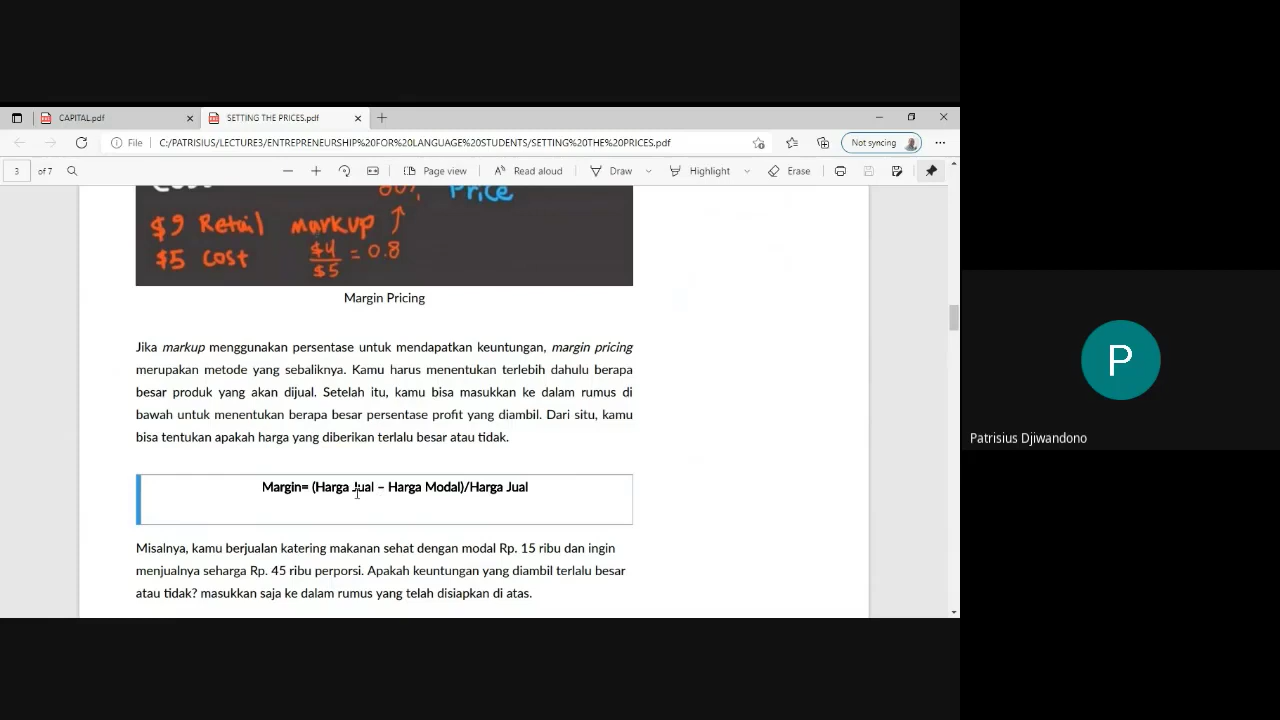 CAPITAL.pdf
SETTING THE PRICES.pdf
File
C:/PATRISIUS/LECTURE3/ENTREPRENEURSHIP%20FOR%20LANGUAGE%20STUDENTS/SETTING%20THE%20PRICES.pdf
Not syncing
3 of 7
Page view
Read aloud
Draw
Highlight
Erase
Price
$9 Retail markup
$5 cost $4/$5 = 0.8
Margin Pricing
Jika markup menggunakan persentase untuk mendapatkan keuntungan, margin pricing
merupakan metode yang sebaliknya. Kamu harus menentukan terlebih dahulu berapa
besar produk yang akan dijual. Setelah itu, kamu bisa masukkan ke dalam rumus di
bawah untuk menentukan berapa besar persentase profit yang diambil. Dari situ, kamu
bisa tentukan apakah harga yang diberikan terlalu besar atau tidak.
Margin= (Harga Jual – Harga Modal)/Harga Jual
Misalnya, kamu berjualan katering makanan sehat dengan modal Rp. 15 ribu dan ingin
menjualnya seharga Rp. 45 ribu perporsi. Apakah keuntungan yang diambil terlalu besar
atau tidak? masukkan saja ke dalam rumus yang telah disiapkan di atas.
P
Patrisius Djiwandono